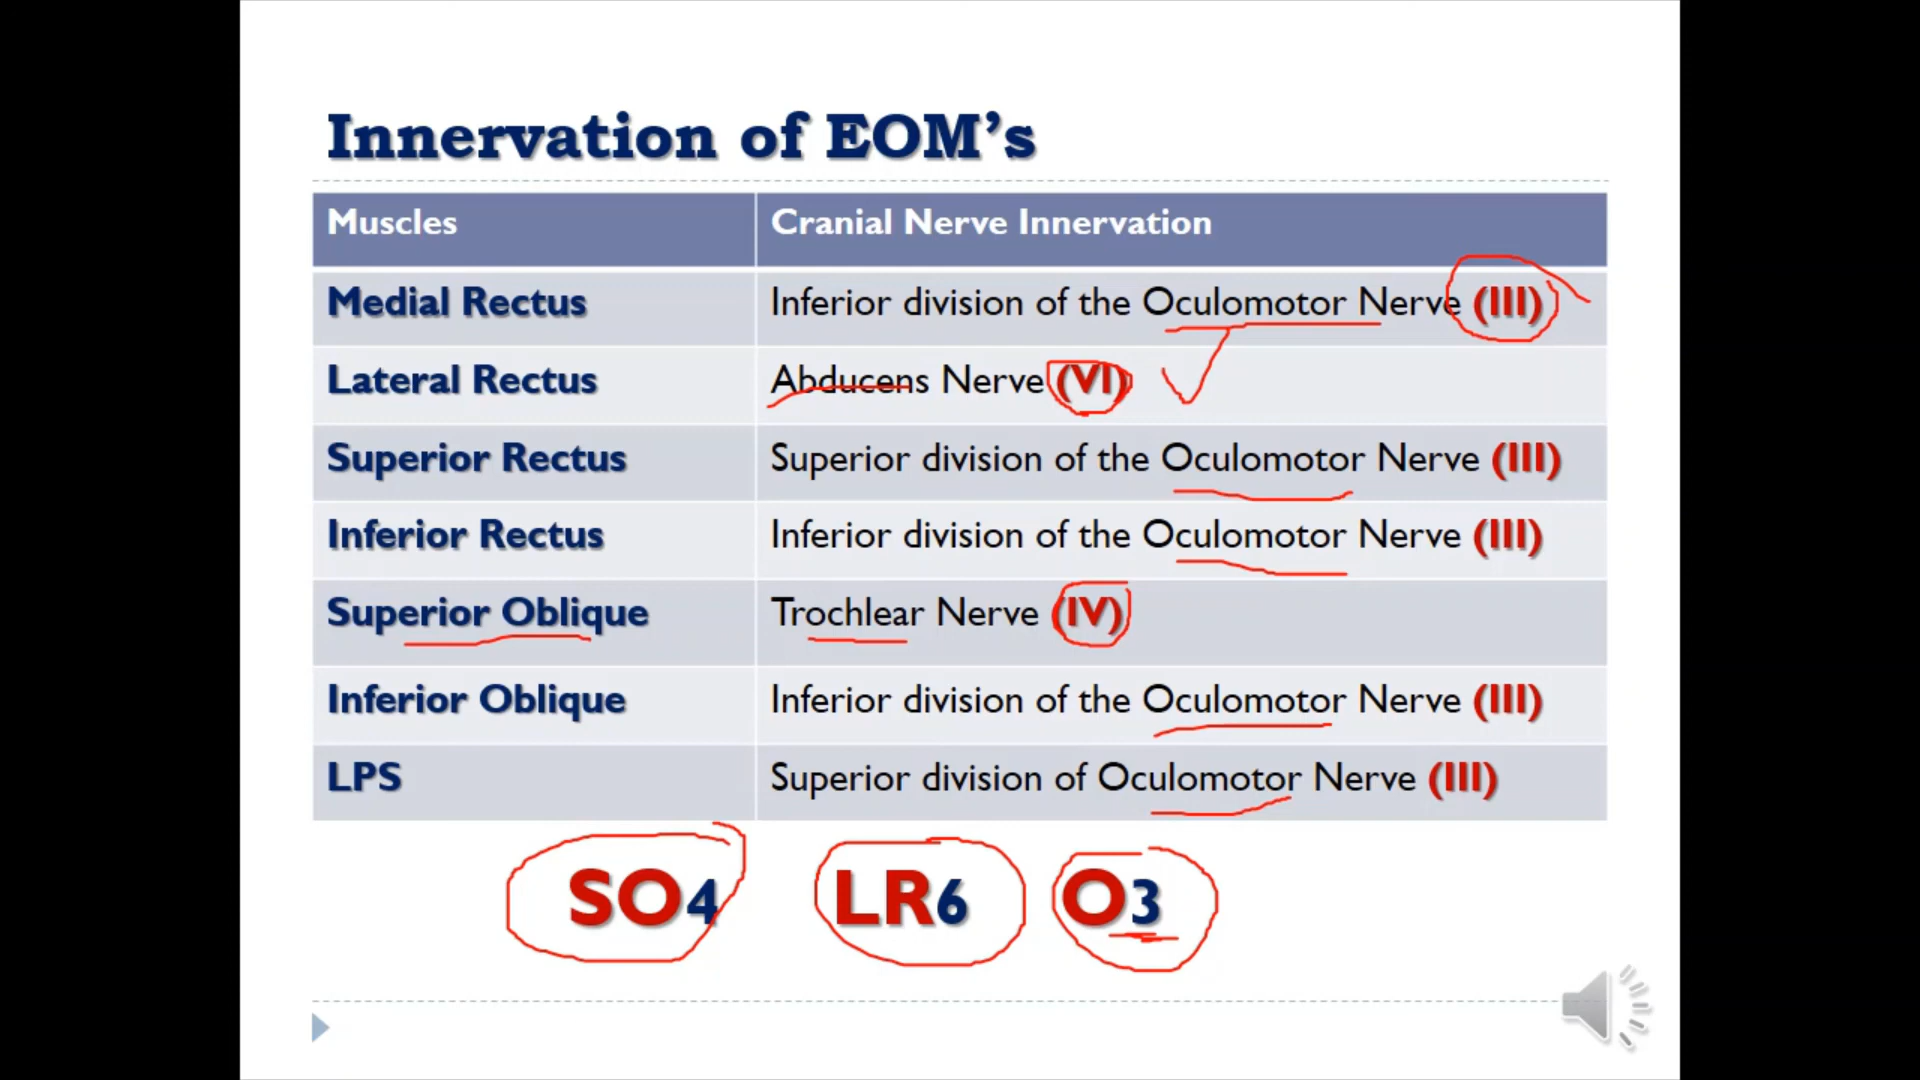 Innervation of EOM's
Muscles Cranial Nerve Innervation
Medial Rectus Inferior division of the Oculomotor Nerve (III)
Lateral Rectus Abducens Nerve (VI)
Superior Rectus Superior division of the Oculomotor Nerve (III)
Inferior Rectus Inferior division of the Oculomotor Nerve (III)
Superior Oblique Trochlear Nerve (IV)
Inferior Oblique Inferior division of the Oculomotor Nerve (III)
LPS Superior division of Oculomotor Nerve (III)
SO4 LR6 O3